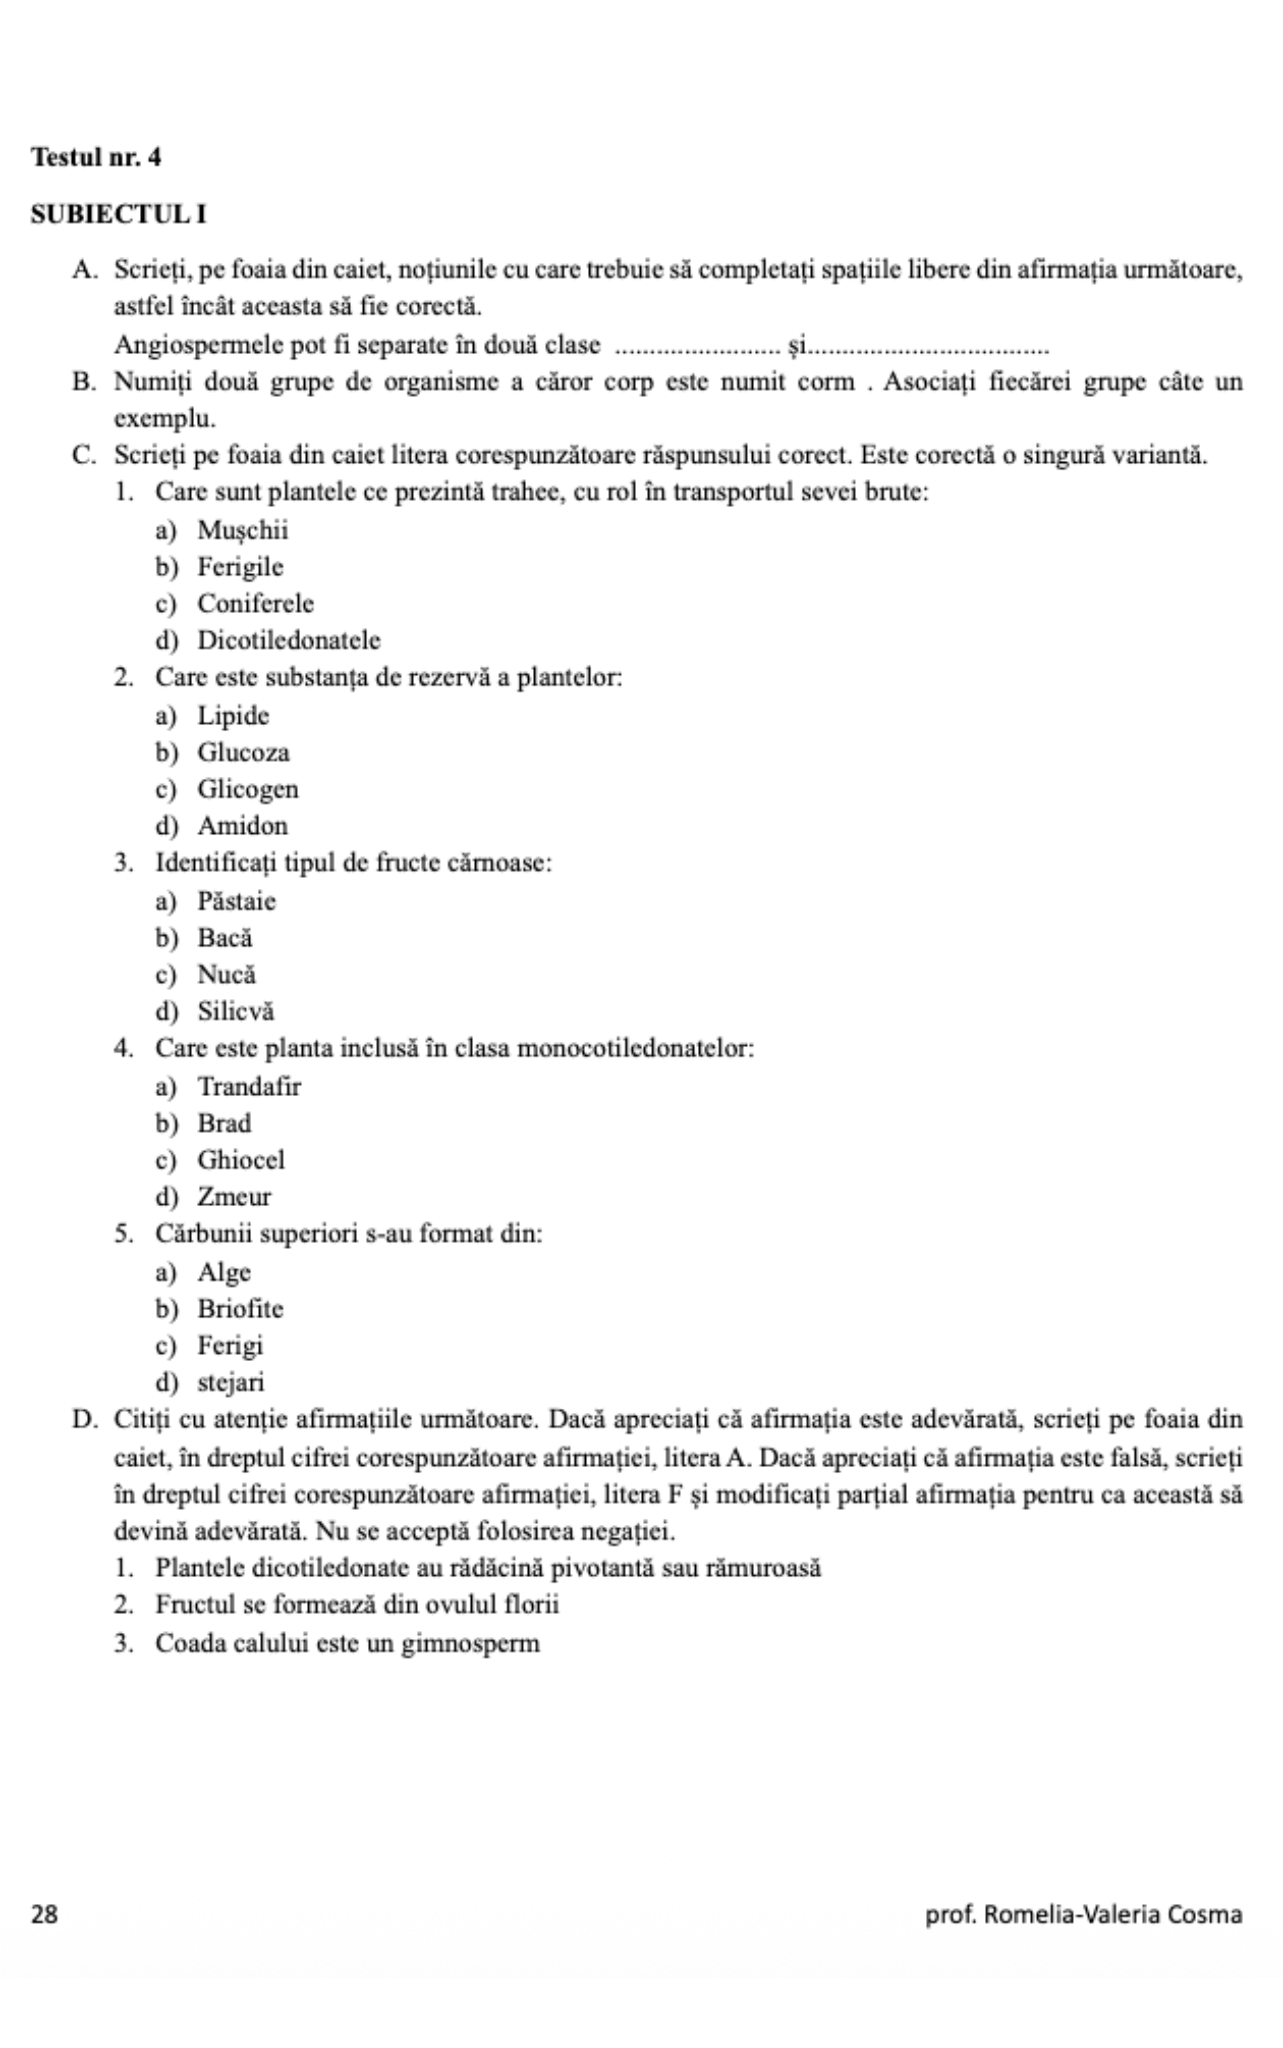 Testul nr. 4
SUBIECTUL I
A. Scrieți, pe foaia din caiet, noțiunile cu care trebuie să completați spațiile libere din afirmația următoare,
astfel încât aceasta să fie corectă.
Angiospermele pot fi separate în două clase ........................ și...................................
B. Numiți două grupe de organisme a căror corp este numit corm . Asociați fiecărei grupe câte un
exemplu.
C. Scrieți pe foaia din caiet litera corespunzătoare răspunsului corect. Este corectă o singură variantă.
1. Care sunt plantele ce prezintă trahee, cu rol în transportul sevei brute:
a) Mușchii
b) Ferigile
c) Coniferele
d) Dicotiledonatele
2. Care este substanța de rezervă a plantelor:
a) Lipide
b) Glucoza
c) Glicogen
d) Amidon
3. Identificați tipul de fructe cărnoase:
a) Păstaie
b) Bacă
c) Nucă
d) Silicvă
4. Care este planta inclusă în clasa monocotiledonatelor:
a) Trandafir
b) Brad
c) Ghiocel
d) Zmeur
5. Cărbunii superiori s-au format din:
a) Alge
b) Briofite
c) Ferigi
d) stejari
D. Citiți cu atenție afirmațiile următoare. Dacă apreciați că afirmația este adevărată, scrieți pe foaia din
caiet, în dreptul cifrei corespunzătoare afirmației, litera A. Dacă apreciați că afirmația este falsă, scrieți
în dreptul cifrei corespunzătoare afirmației, litera F și modificați parțial afirmația pentru ca această să
devină adevărată. Nu se acceptă folosirea negației.
1. Plantele dicotiledonate au rădăcină pivotantă sau rămuroasă
2. Fructul se formează din ovulul florii
3. Coada calului este un gimnosperm
28
prof. Romelia-Valeria Cosma